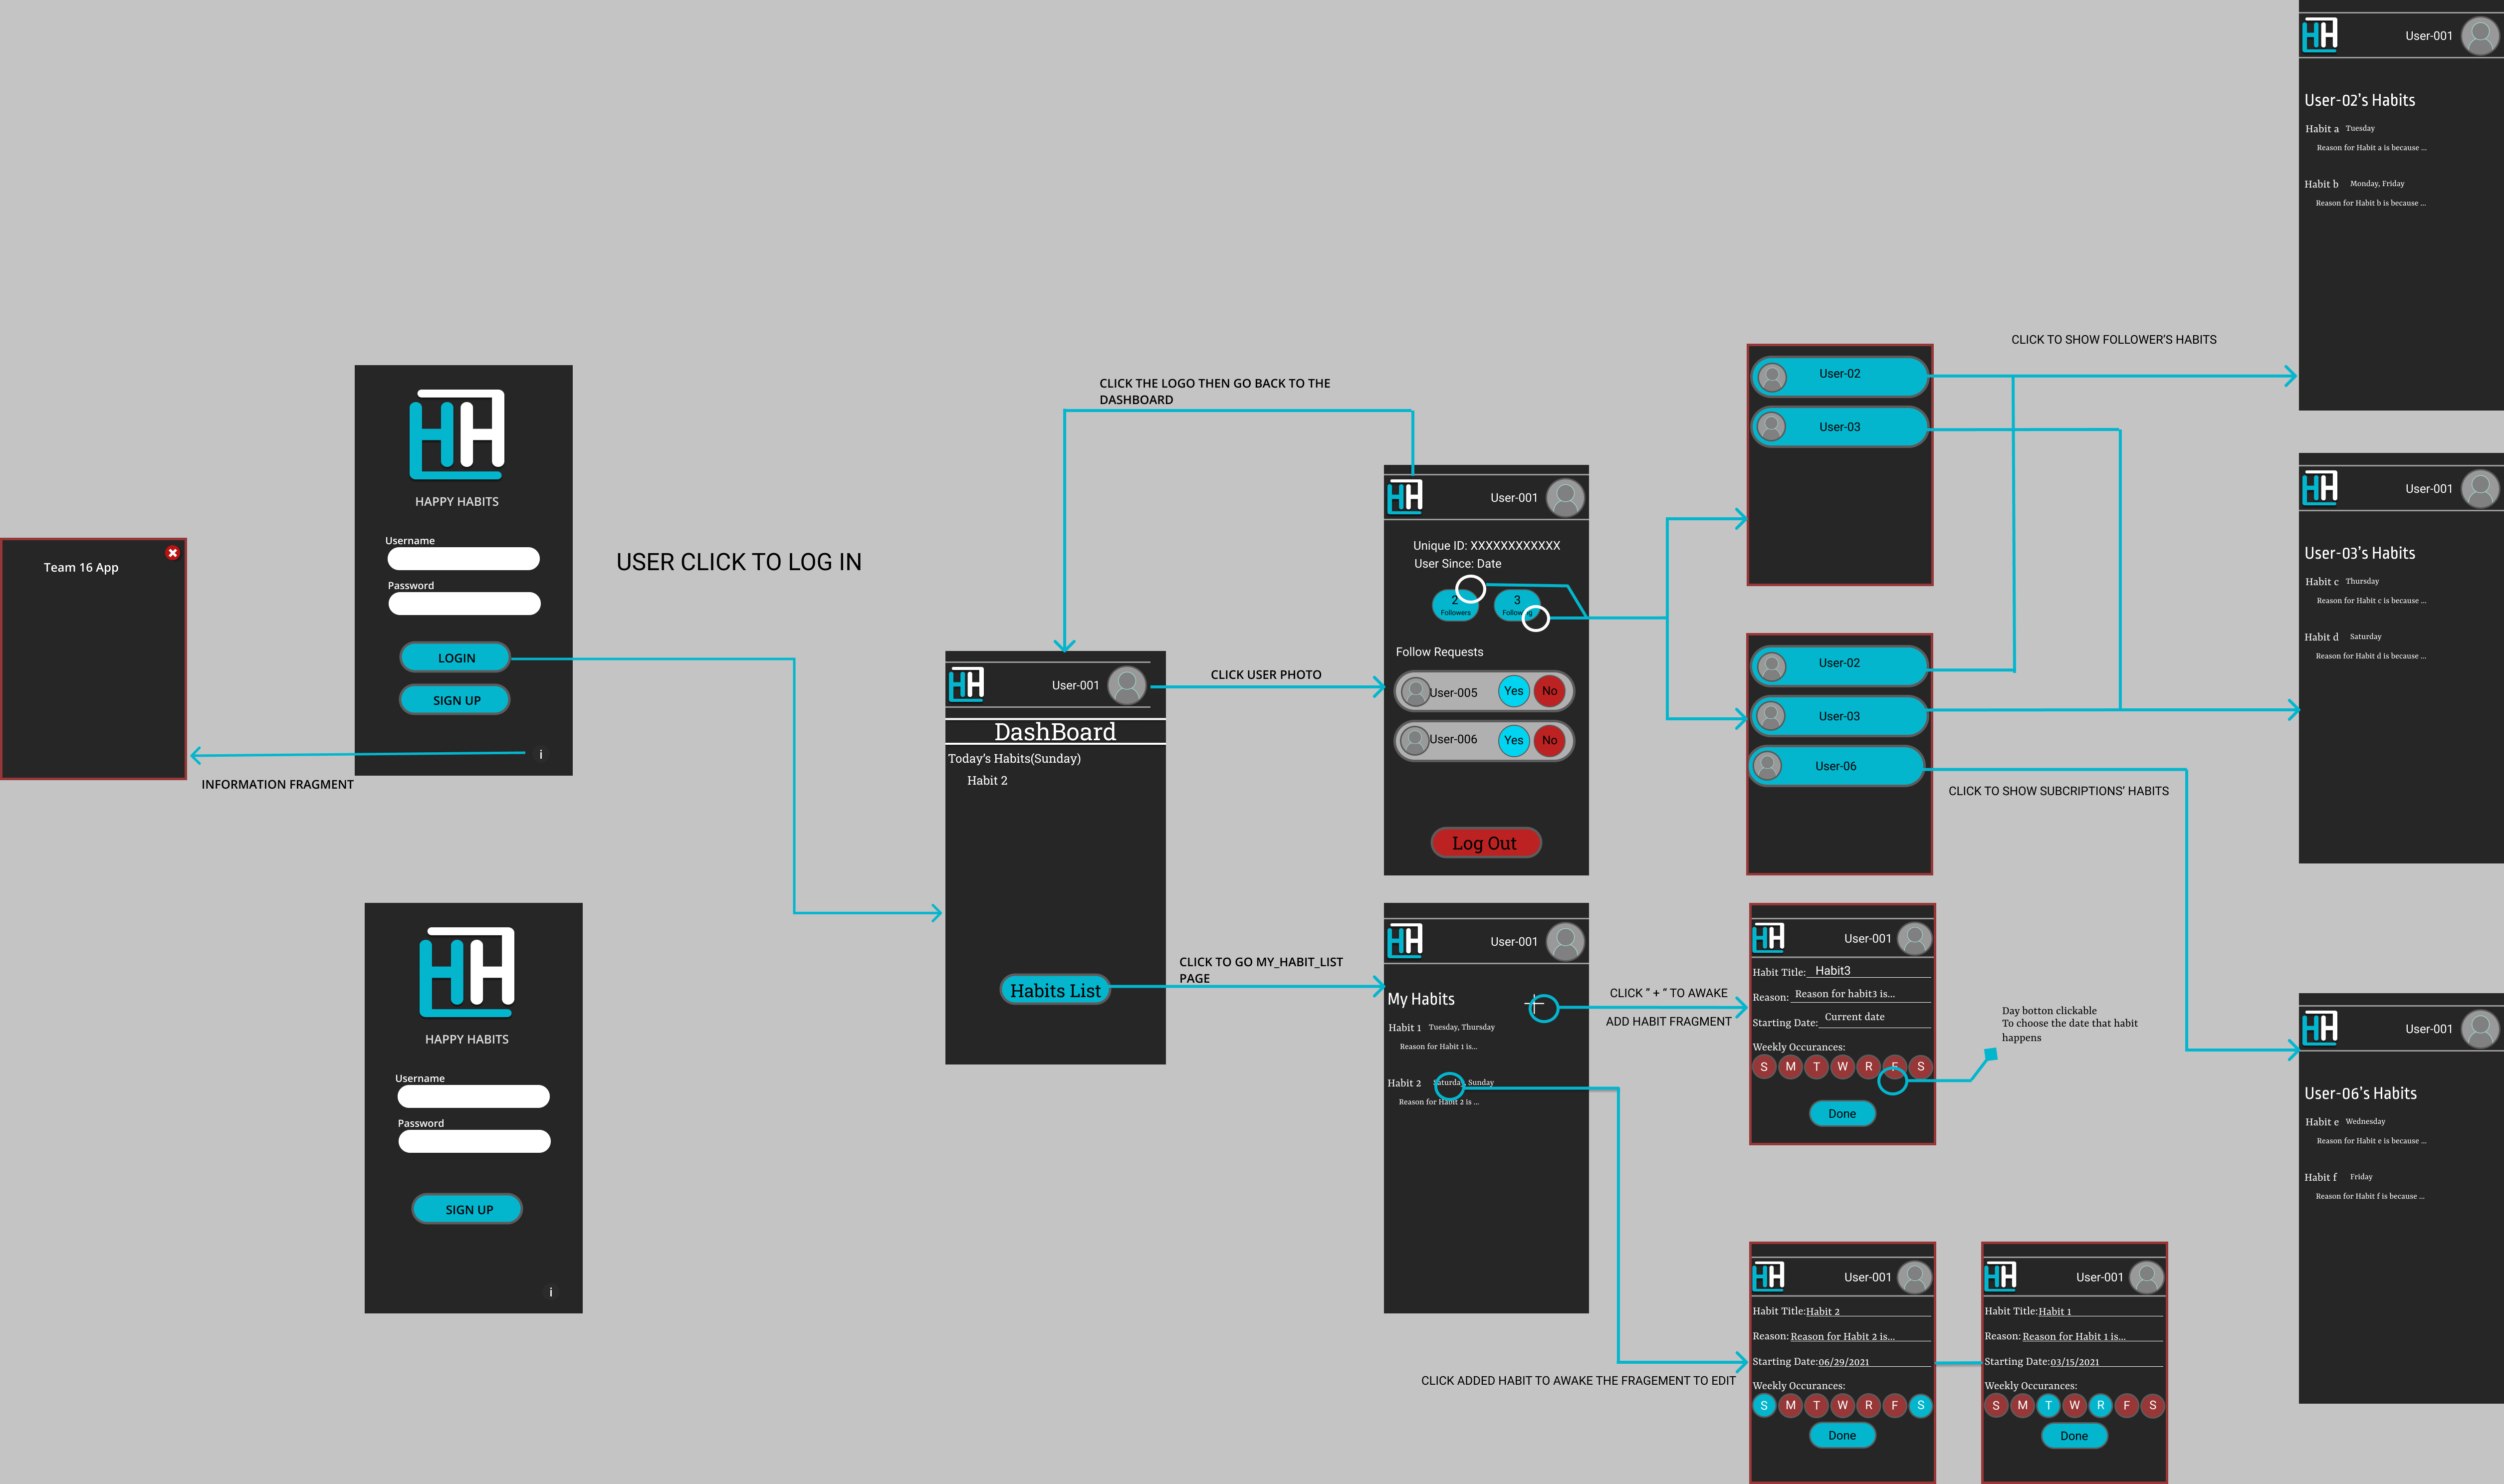 Team 16 App
INFORMATION FRAGMENT
HH
HAPPY HABITS
Username
Password
LOGIN
SIGN UP
i
USER CLICK TO LOG IN
HH
HAPPY HABITS
Username
Password
SIGN UP
i
CLICK THE LOGO THEN GO BACK TO THE
DASHBOARD
HH User-001
DashBoard
Today's Habits(Sunday)
Habit 2
Habits List
CLICK USER PHOTO
CLICK TO GO MY_HABIT_LIST
PAGE
HH User-001
Unique ID: XXXXXXXXXXXX
User Since: Date
2 3
Followers Following
Follow Requests
User-005 Yes No
User-006 Yes No
Log Out
HH User-001
My Habits
Habit 1 Tuesday, Thursday
Reason for Habit 1 is...
Habit 2 Saturday, Sunday
Reason for Habit 2 is ...
CLICK " + " TO AWAKE
ADD HABIT FRAGMENT
CLICK ADDED HABIT TO AWAKE THE FRAGEMENT TO EDIT
User-02
User-03
User-02
User-03
User-06
CLICK TO SHOW FOLLOWER'S HABITS
CLICK TO SHOW SUBCRIPTIONS' HABITS
HH User-001
Habit Title: Habit3
Reason: Reason for habit3 is...
Starting Date: Current date
Weekly Occurances:
S M T W R F S
Done
Day botton clickable
To choose the date that habit
happens
HH User-001
Habit Title:Habit 2
Reason: Reason for Habit 2 is...
Starting Date:06/29/2021
Weekly Occurances:
S M T W R F S
Done
HH User-001
Habit Title:Habit 1
Reason: Reason for Habit 1 is...
Starting Date:03/15/2021
Weekly Occurances:
S M T W R F S
Done
HH User-001
User-02's Habits
Habit a Tuesday
Reason for Habit a is because ...
Habit b Monday, Friday
Reason for Habit b is because ...
HH User-001
User-03's Habits
Habit c Thursday
Reason for Habit c is because ...
Habit d Saturday
Reason for Habit d is because ...
HH User-001
User-06's Habits
Habit e Wednesday
Reason for Habit e is because ...
Habit f Friday
Reason for Habit f is because ...